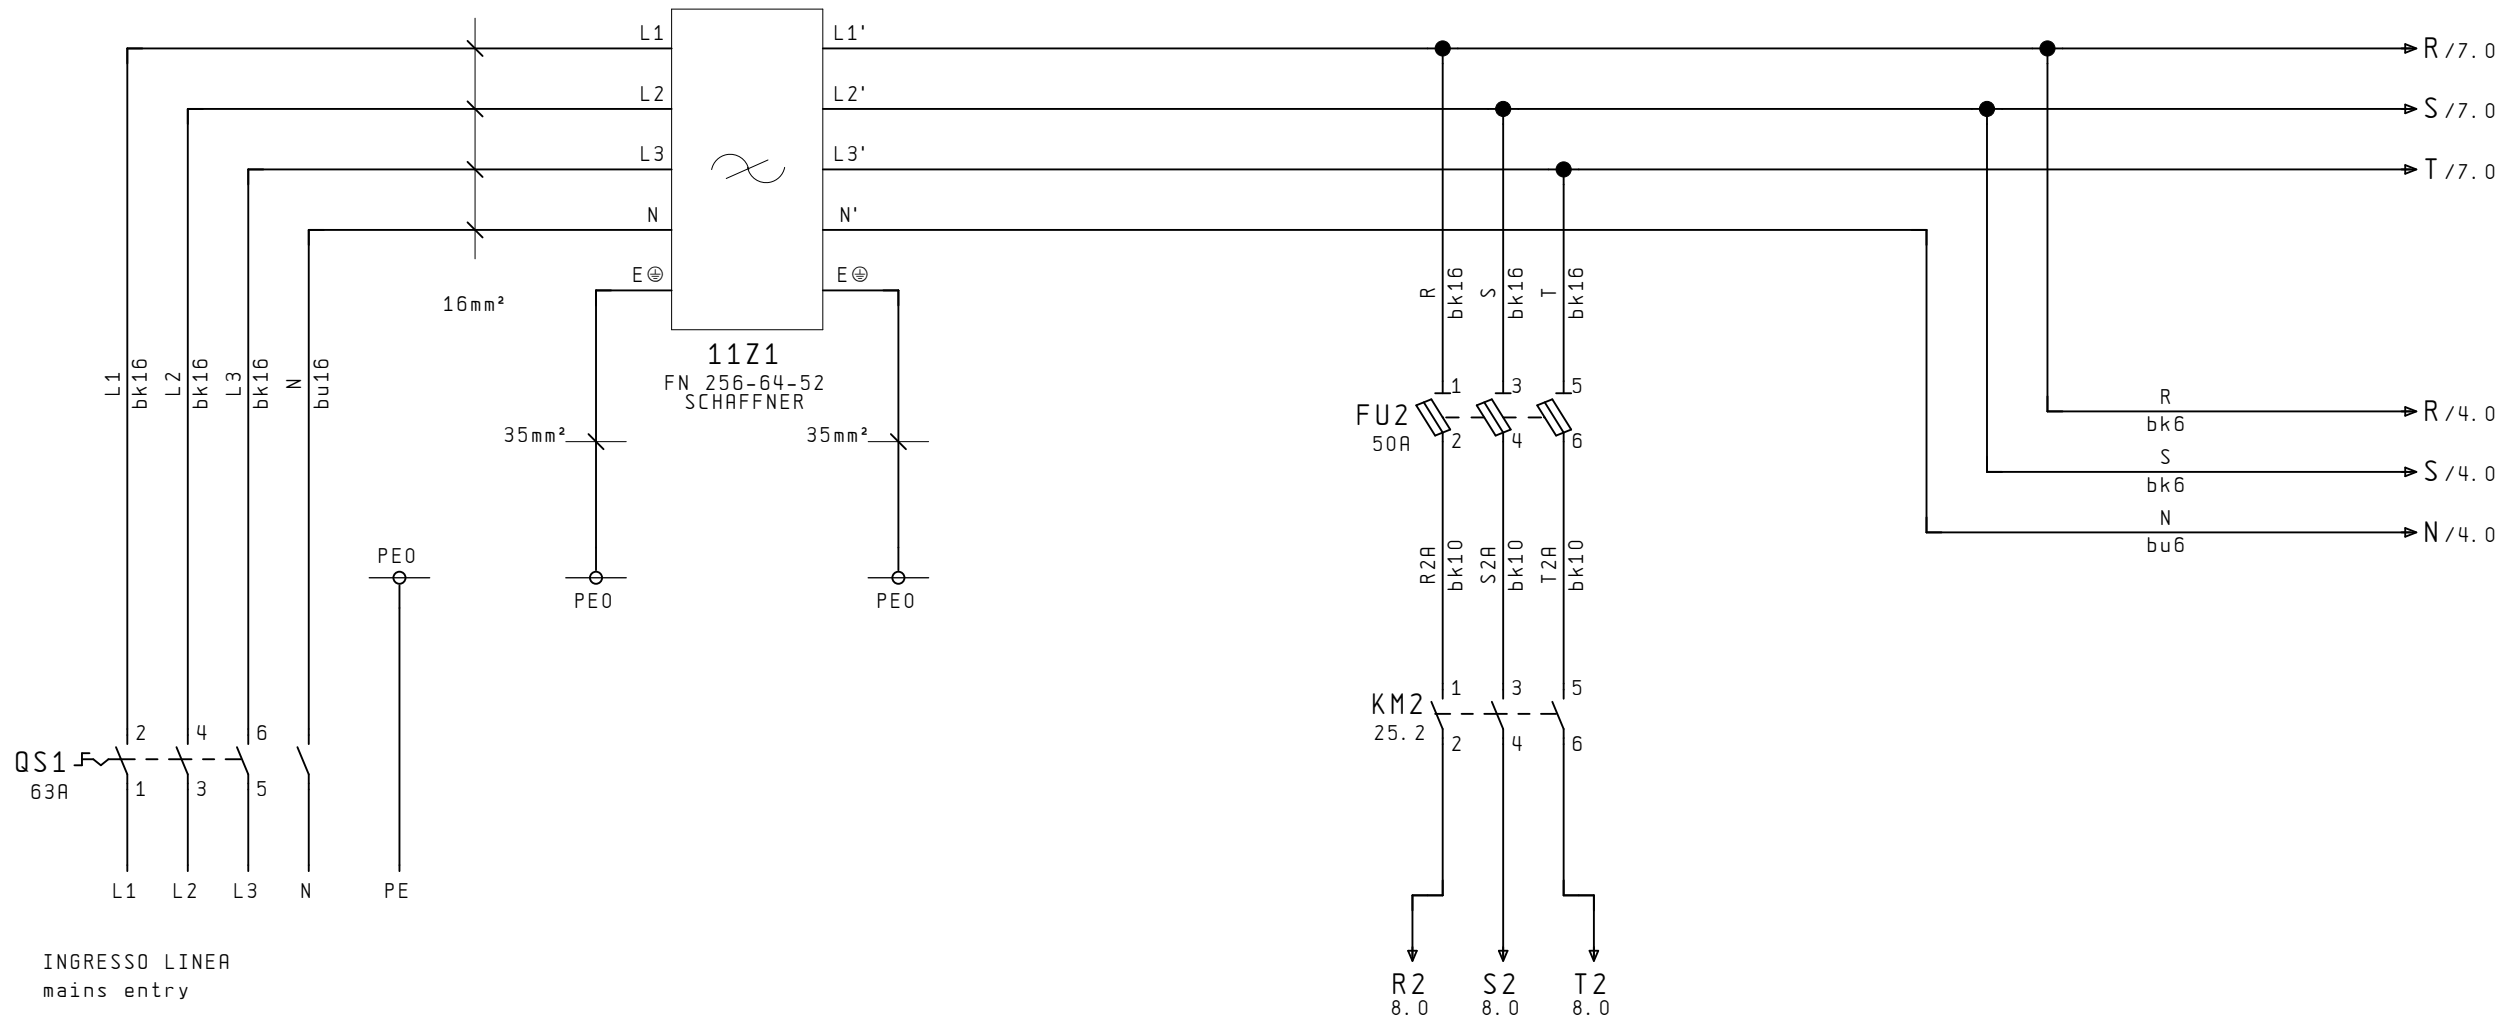 L1
L1'
R /7.0
L2
L2'
S /7.0
L3
L3'
T /7.0
N
N'
E
E
16mm²
R
bk16
S
bk16
T
bk16
L1
bk16
L2
bk16
L3
bk16
N
bu16
11Z1
FN 256-64-52
SCHAFFNER
35mm²
35mm²
1
3
5
FU2
50A
2
4
6
R
bk6
R /4.0
S
bk6
S /4.0
N
bu6
N /4.0
PE0
PE0
PE0
R2A
bk10
S2A
bk10
T2A
bk10
1
3
5
KM2
25.2
2
4
6
2
4
6
QS1
63A
1
3
5
L1
L2
L3
N
PE
INGRESSO LINEA
mains entry
R2
8.0
S2
8.0
T2
8.0